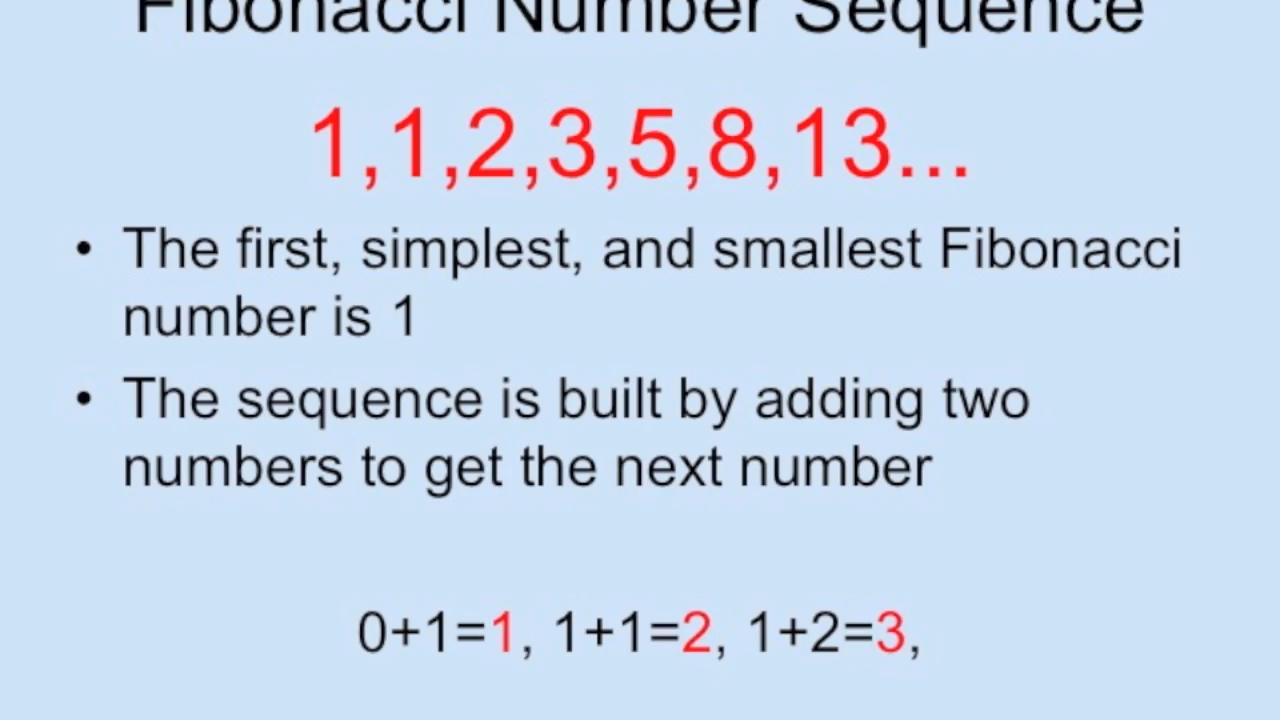 Fibonacci Number Sequence
1,1,2,3,5,8,13...
• The first, simplest, and smallest Fibonacci
number is 1
• The sequence is built by adding two
numbers to get the next number
0+1=1, 1+1=2, 1+2=3,